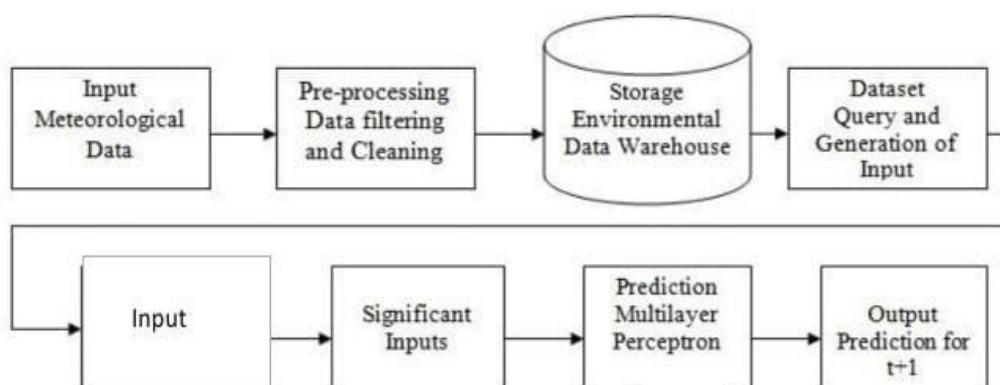 Input
Meteorological
Data
Pre-processing
Data filtering
and Cleaning
Storage
Environmental
Data Warehouse
Dataset
Query and
Generation of
Input
Input
Significant
Inputs
Prediction
Multilayer
Perceptron
Output
Prediction for
t+1